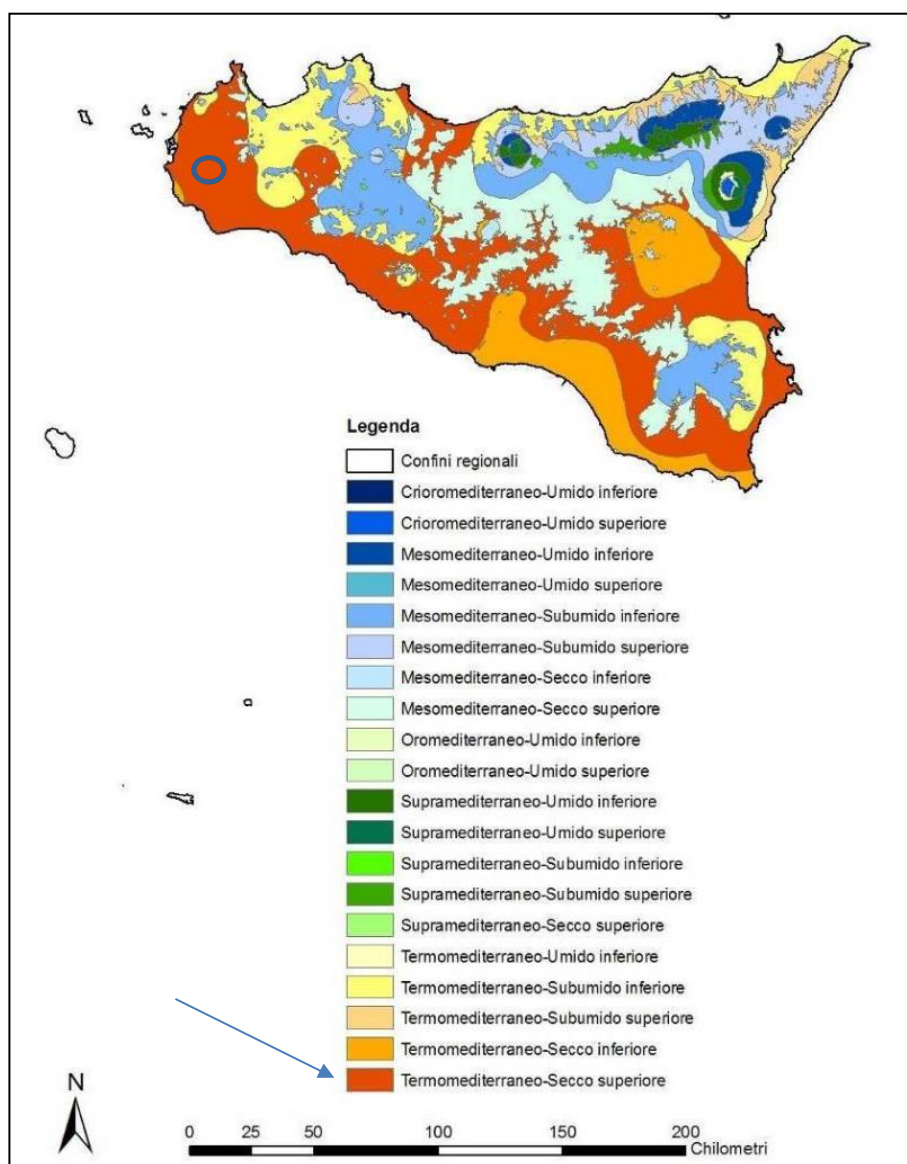 Legenda
Confini regionali
Crioromediterraneo-Umido inferiore
Crioromediterraneo-Umido superiore
Mesomediterraneo-Umido inferiore
Mesomediterraneo-Umido superiore
Mesomediterraneo-Subumido inferiore
Mesomediterraneo-Subumido superiore
Mesomediterraneo-Secco inferiore
Mesomediterraneo-Secco superiore
Oromediterraneo-Umido inferiore
Oromediterraneo-Umido superiore
Supramediterraneo-Umido inferiore
Supramediterraneo-Umido superiore
Supramediterraneo-Subumido inferiore
Supramediterraneo-Subumido superiore
Supramediterraneo-Secco superiore
Termomediterraneo-Umido inferiore
Termomediterraneo-Subumido inferiore
Termomediterraneo-Subumido superiore
Termomediterraneo-Secco inferiore
Termomediterraneo-Secco superiore
N
0 25 50 100 150 200
Chilometri